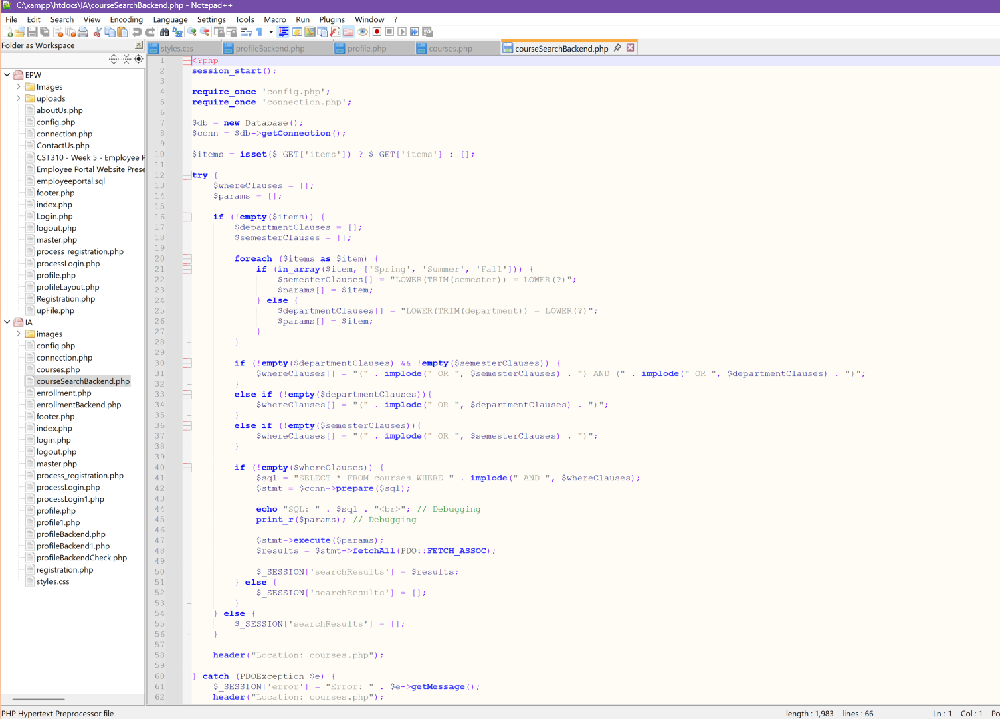 C:\xampp\htdocs\IA\courseSearchBackend.php - Notepad++
File Edit Search View Encoding Language Settings Tools Macro Run Plugins Window ?
Folder as Workspace
styles.css profileBackend.php profile.php courses.php courseSearchBackend.php
EPW
Images
uploads
aboutUs.php
config.php
connection.php
ContactUs.php
CST310 - Week 5 - Employee P
Employee Portal Website Prese
employeeportal.sql
footer.php
index.php
Login.php
logout.php
master.php
process_registration.php
processLogin.php
profile.php
profileLayout.php
Registration.php
upFile.php
IA
images
config.php
connection.php
courses.php
courseSearchBackend.php
enrollment.php
enrollmentBackend.php
footer.php
index.php
login.php
logout.php
master.php
process_registration.php
processLogin.php
processLogin1.php
profile.php
profile1.php
profileBackend.php
profileBackend1.php
profileBackendCheck.php
registration.php
styles.css
1 <?php
2 session_start();
3
4 require_once 'config.php';
5 require_once 'connection.php';
6
7 $db = new Database();
8 $conn = $db->getConnection();
9
10 $items = isset($_GET['items']) ? $_GET['items'] : [];
11
12 try {
13     $whereClauses = [];
14     $params = [];
15
16     if (!empty($items)) {
17         $departmentClauses = [];
18         $semesterClauses = [];
19
20         foreach ($items as $item) {
21             if (in_array($item, ['Spring', 'Summer', 'Fall'])) {
22                 $semesterClauses[] = "LOWER(TRIM(semester)) = LOWER(?)";
23                 $params[] = $item;
24             } else {
25                 $departmentClauses[] = "LOWER(TRIM(department)) = LOWER(?)";
26                 $params[] = $item;
27             }
28         }
29
30         if (!empty($departmentClauses) && !empty($semesterClauses)) {
31             $whereClauses[] = "(" . implode(" OR ", $semesterClauses) . ") AND (" . implode(" OR ", $departmentClauses) . ")";
32         }
33         else if (!empty($departmentClauses)){
34             $whereClauses[] = "(" . implode(" OR ", $departmentClauses) . ")";
35         }
36         else if (!empty($semesterClauses)){
37             $whereClauses[] = "(" . implode(" OR ", $semesterClauses) . ")";
38         }
39
40         if (!empty($whereClauses)) {
41             $sql = "SELECT * FROM courses WHERE " . implode(" AND ", $whereClauses);
42             $stmt = $conn->prepare($sql);
43
44             echo "SQL: " . $sql . "<br>"; // Debugging
45             print_r($params); // Debugging
46
47             $stmt->execute($params);
48             $results = $stmt->fetchAll(PDO::FETCH_ASSOC);
49
50             $_SESSION['searchResults'] = $results;
51         } else {
52             $_SESSION['searchResults'] = [];
53         }
54     } else {
55         $_SESSION['searchResults'] = [];
56     }
57
58     header("Location: courses.php");
59
60 } catch (PDOException $e) {
61     $_SESSION['error'] = "Error: " . $e->getMessage();
62     header("Location: courses.php");
PHP Hypertext Preprocessor file length : 1,983 lines : 66 Ln : 1 Col : 1 Po